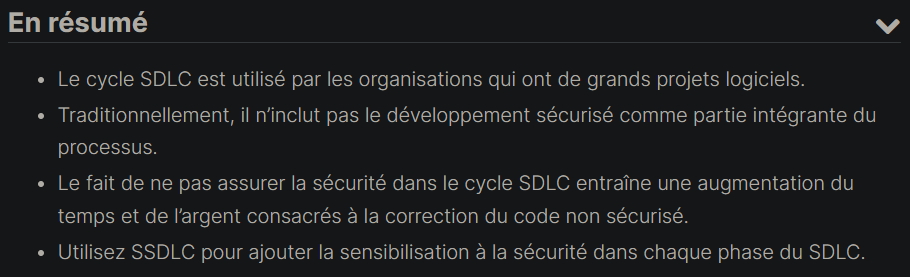 En résumé
• Le cycle SDLC est utilisé par les organisations qui ont de grands projets logiciels.
• Traditionnellement, il n’inclut pas le développement sécurisé comme partie intégrante du
processus.
• Le fait de ne pas assurer la sécurité dans le cycle SDLC entraîne une augmentation du
temps et de l’argent consacrés à la correction du code non sécurisé.
• Utilisez SSDLC pour ajouter la sensibilisation à la sécurité dans chaque phase du SDLC.